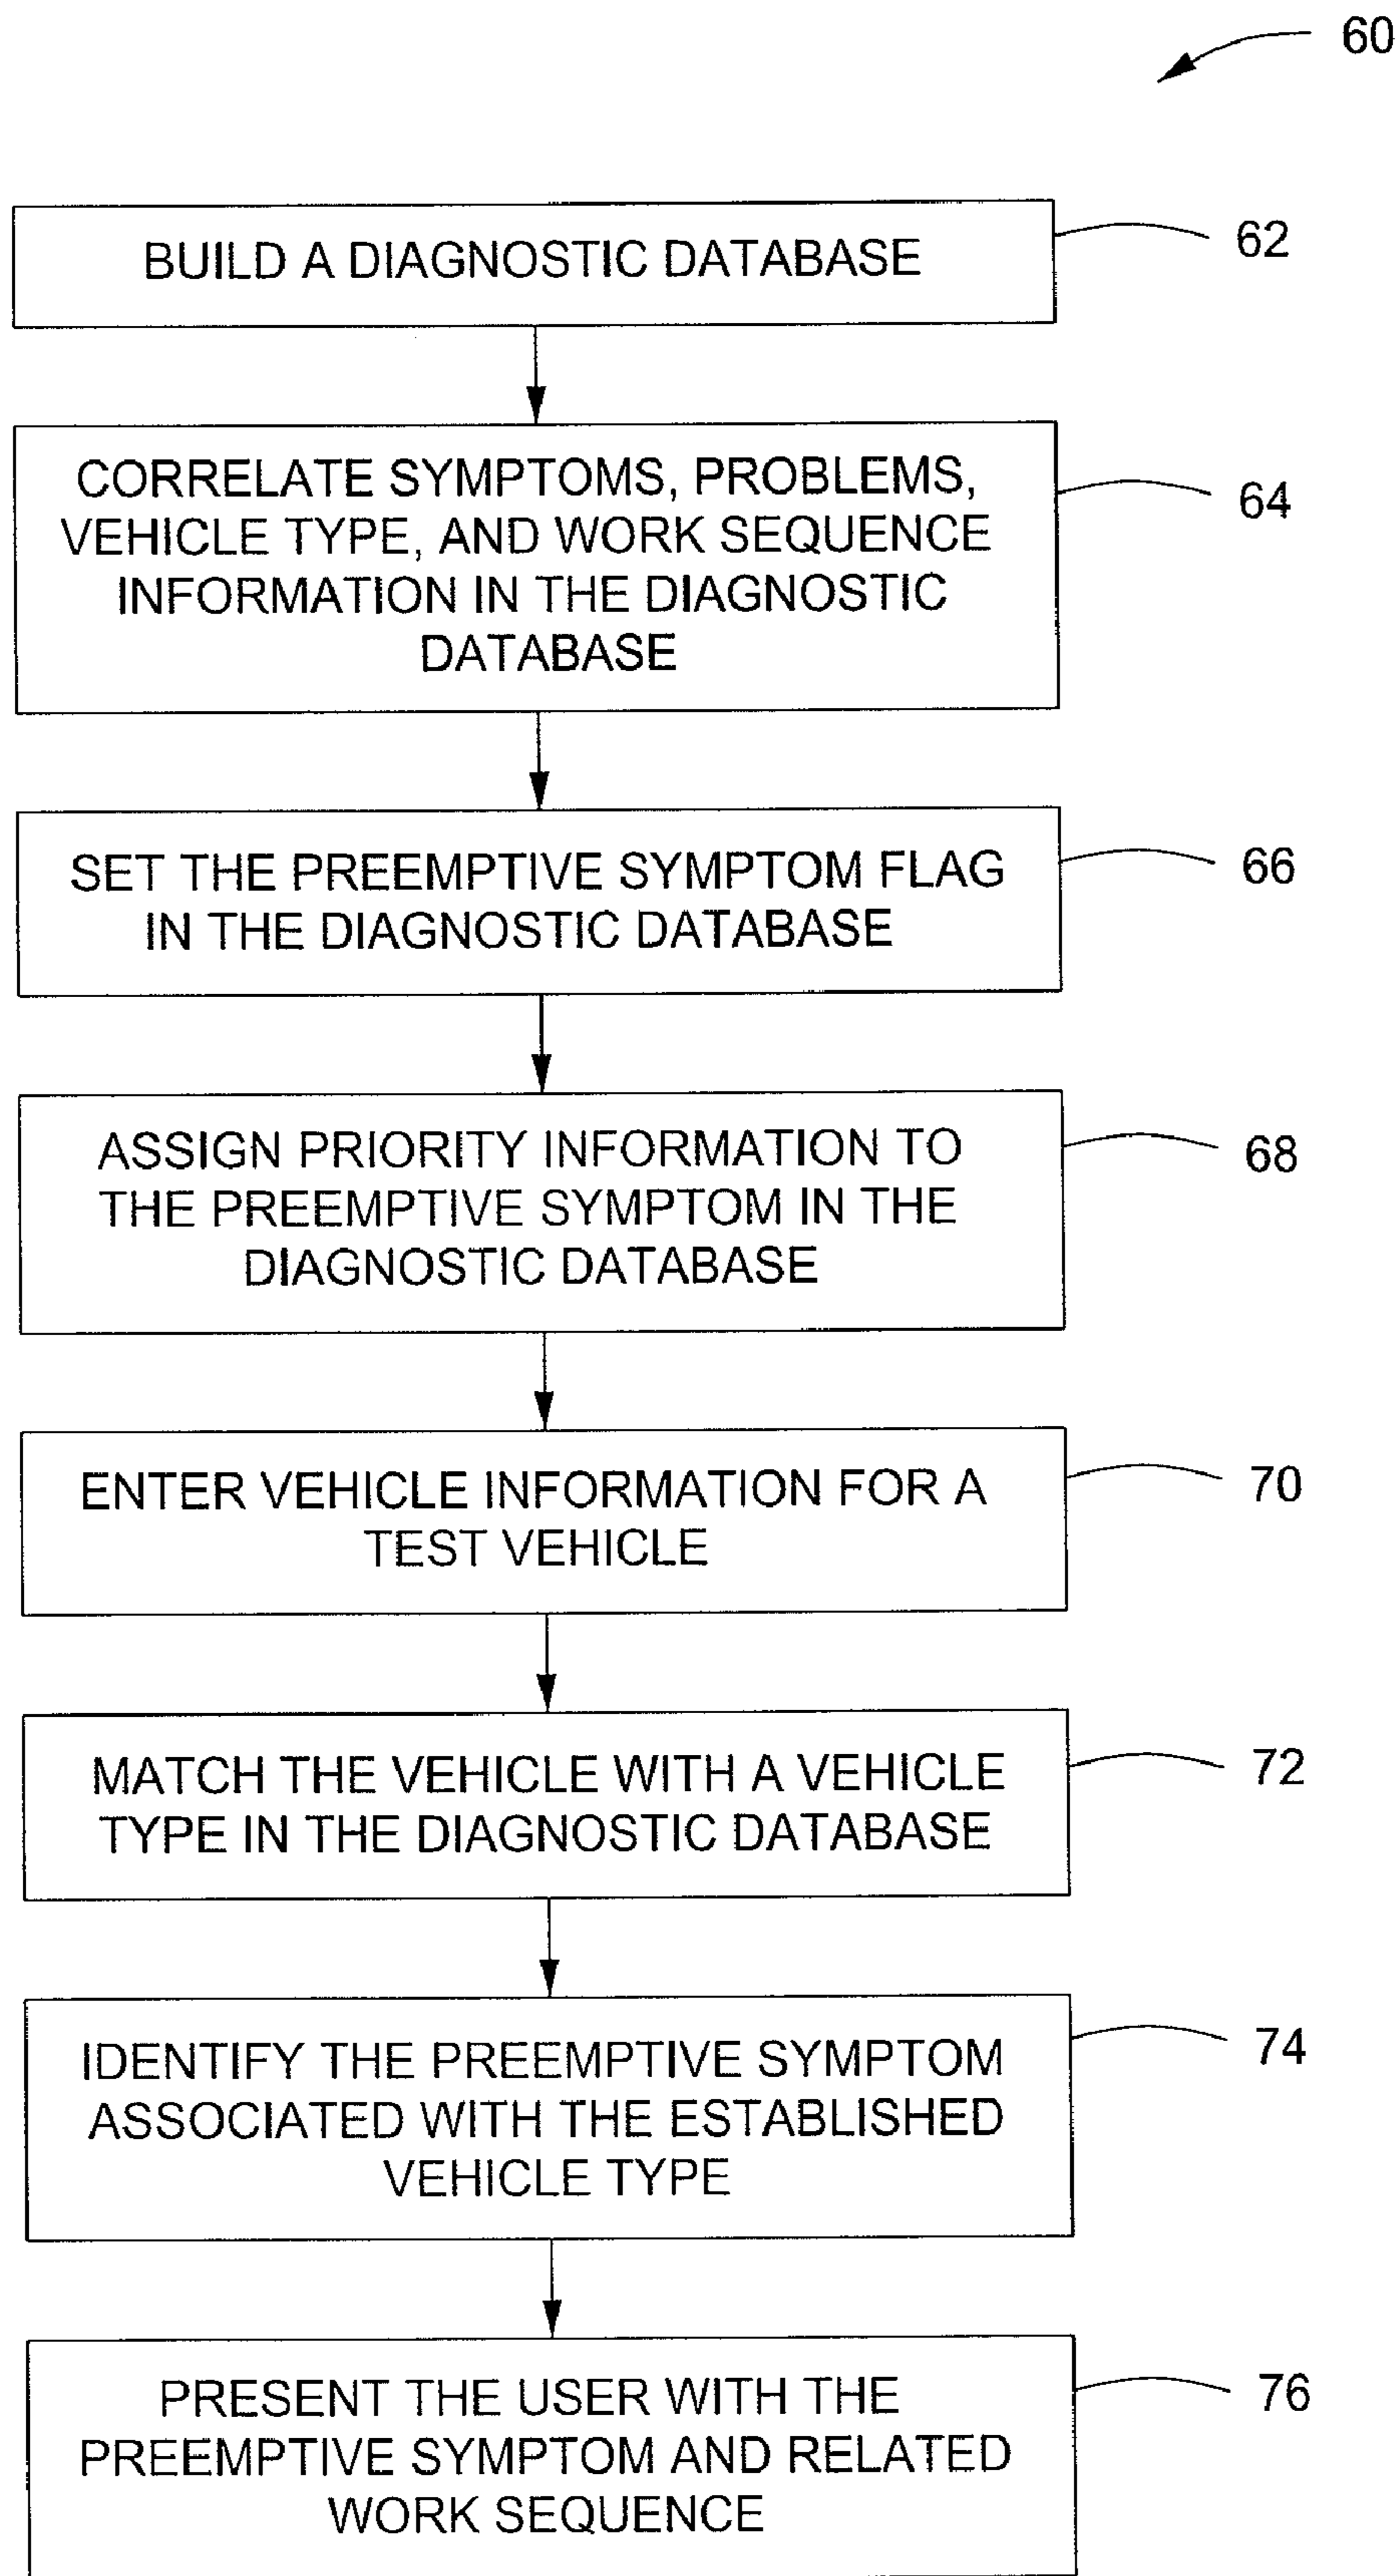 60
BUILD A DIAGNOSTIC DATABASE
62
CORRELATE SYMPTOMS, PROBLEMS,
VEHICLE TYPE, AND WORK SEQUENCE
INFORMATION IN THE DIAGNOSTIC
DATABASE
64
SET THE PREEMPTIVE SYMPTOM FLAG
IN THE DIAGNOSTIC DATABASE
66
ASSIGN PRIORITY INFORMATION TO
THE PREEMPTIVE SYMPTOM IN THE
DIAGNOSTIC DATABASE
68
ENTER VEHICLE INFORMATION FOR A
TEST VEHICLE
70
MATCH THE VEHICLE WITH A VEHICLE
TYPE IN THE DIAGNOSTIC DATABASE
72
IDENTIFY THE PREEMPTIVE SYMPTOM
ASSOCIATED WITH THE ESTABLISHED
VEHICLE TYPE
74
PRESENT THE USER WITH THE
PREEMPTIVE SYMPTOM AND RELATED
WORK SEQUENCE
76